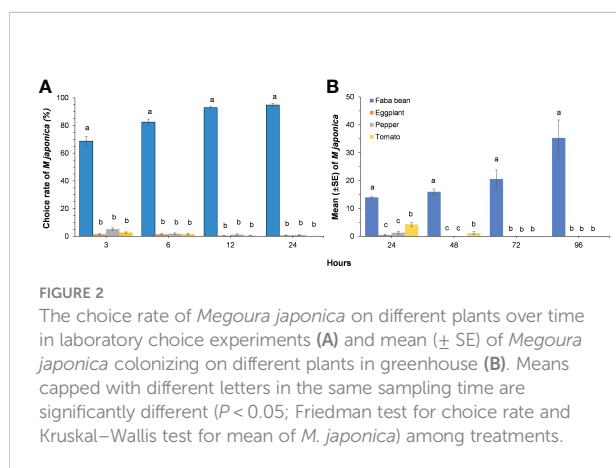 A
B
Choice rate of M japonica (%)
100
80
60
40
20
0
a
b b b
a
b b b
a
b b b
a
b b b
3
6
12
24
Mean (±SE) of M japonica
50
40
30
20
10
0
Faba bean
Eggplant
Pepper
Tomato
a
c c b
a
c c b
a
b b b
a
b b b
24
48
72
96
Hours
FIGURE 2
The choice rate of Megoura japonica on different plants over time
in laboratory choice experiments (A) and mean (± SE) of Megoura
japonica colonizing on different plants in greenhouse (B). Means
capped with different letters in the same sampling time are
significantly different (P < 0.05; Friedman test for choice rate and
Kruskal–Wallis test for mean of M. japonica) among treatments.